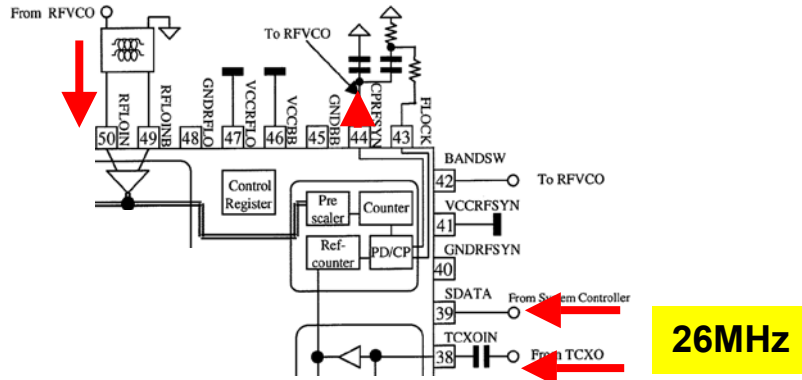 From RFVCO
To RFVCO
RFLOIN
RFLOINB
GNDRFLO
VCCRFLO
VCCBB
GNDBB
CPRFSYN
FLOCK
50
49
48
47
46
45
44
43
BANDSW
42
To RFVCO
Control
Register
Pre
scaler
Counter
VCCRFSYN
41
Ref-
counter
PD/CP
GNDRFSYN
40
SDATA
From System Controller
39
26MHz
TCXOIN
38
From TCXO